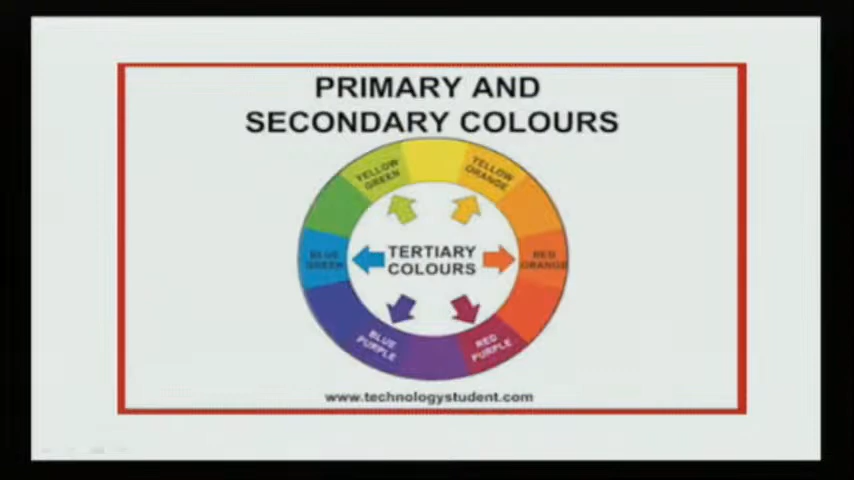 PRIMARY AND
SECONDARY COLOURS
YELLOW
GREEN
YELLOW
ORANGE
BLUE
GREEN
TERTIARY
COLOURS
RED
ORANGE
BLUE
PURPLE
RED
PURPLE
www.technologystudent.com